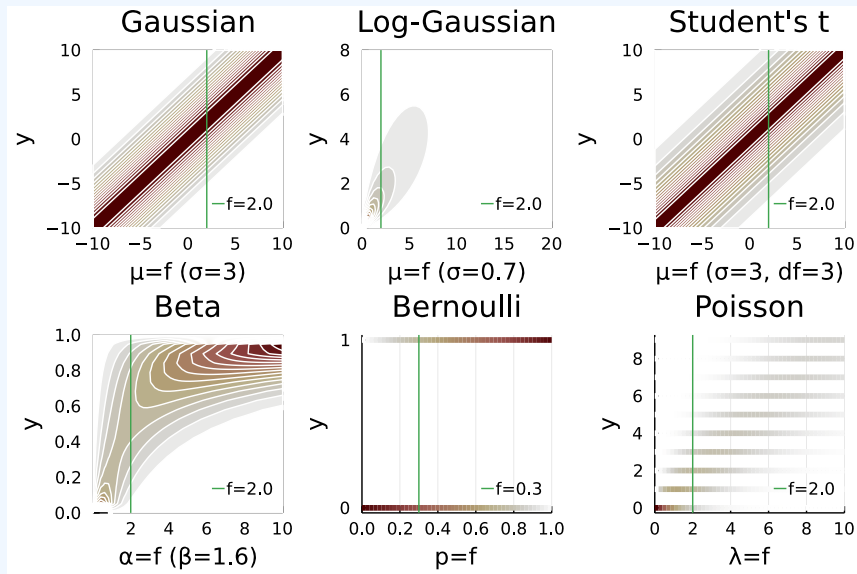 Gaussian
10
5
0
−5
−10
y
f=2.0
−10 −5 0 5 10
μ=f (σ=3)
Log-Gaussian
8
6
4
2
0
y
f=2.0
0 5 10 15 20
μ=f (σ=0.7)
Student's t
10
5
0
−5
−10
y
f=2.0
−10 −5 0 5 10
μ=f (σ=3, df=3)
Beta
1.0
0.8
0.6
0.4
0.2
0.0
y
f=2.0
2 4 6 8 10
α=f (β=1.6)
Bernoulli
1
0
y
f=0.3
0.0 0.2 0.4 0.6 0.8 1.0
p=f
Poisson
8
6
4
2
0
y
f=2.0
0 2 4 6 8 10
λ=f